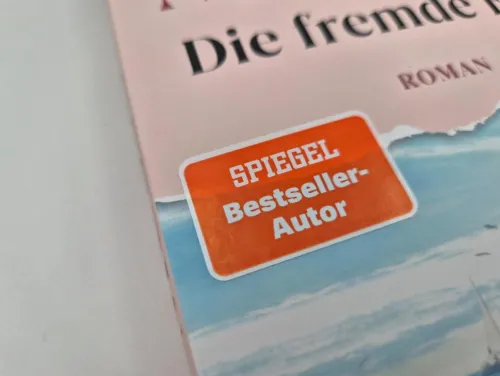 Die fremde
ROMAN
SPIEGEL
Bestseller-
Autor